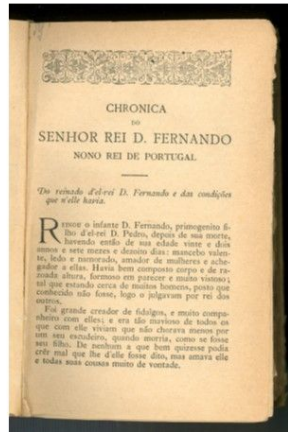 CHRONICA
DO
SENHOR REI D. FERNANDO
NONO REI DE PORTUGAL
Do reinado d'el-rei D. Fernando e das condições
que n'elle havia.
REINOU o infante D. Fernando, primogenito fi-
lho d'el-rei D. Pedro, depois de sua morte,
havendo então de sua edade vinte e dois
annos e sete mezes e dezoito dias: mancebo valen-
te, ledo e namorado, amador de mulheres e ache-
gador a ellas. Havia bem composto corpo e de ra-
zoada altura, formoso em parecer e muito vistoso;
tal que estando cerca de muitos homens, posto que
conhecido não fosse, logo o julgavam por rei dos
outros.
Foi grande creador de fidalgos, e muito compa-
nheiro com elles; e era tão navioso de todos os
que com elle viviam que não chorava menos por
um seu escudeiro, quando morria, como se fosse
seu filho. De nenhum a que bem quizesse podia
crêr mal que lhe d'elle fosse dito, mas amava elle
e todas suas cousas muito de vontade.